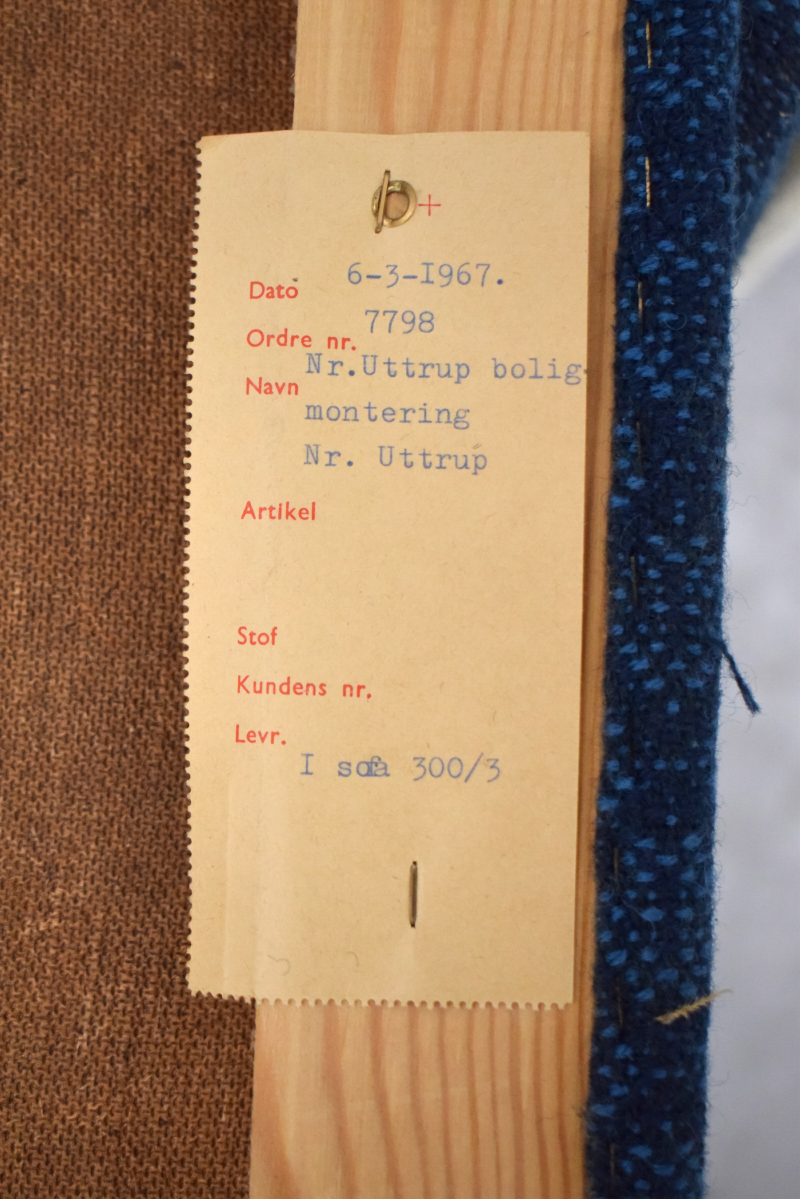 Dato 6-3-I967.
Ordre nr. 7798
Navn Nr.Uttrup bolig-
montering
Nr. Uttrup
Artikel
Stof
Kundens nr.
Levr.
I sofa 300/3